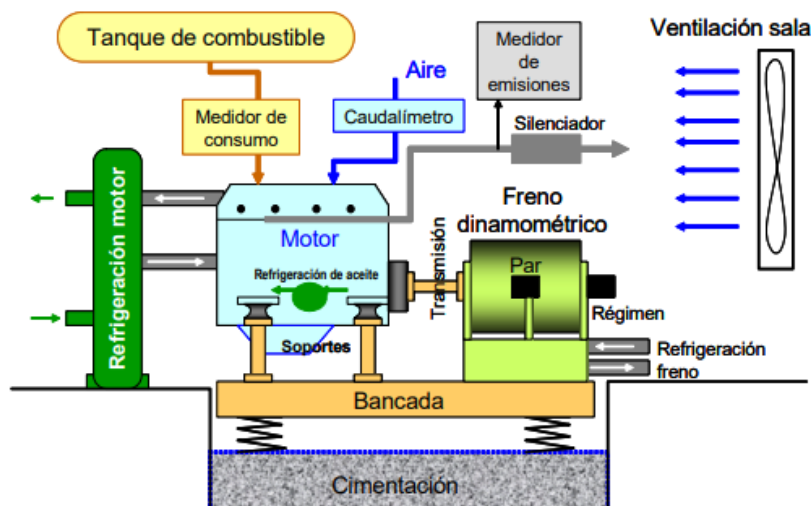 Tanque de combustible
Medidor de
consumo
Aire
Caudalímetro
Medidor
de
emisiones
Silenciador
Ventilación sala
Refrigeración motor
Motor
Refrigeración de aceite
Soportes
Transmisión
Freno
dinamométrico
Par
Régimen
Refrigeración
freno
Bancada
Cimentación